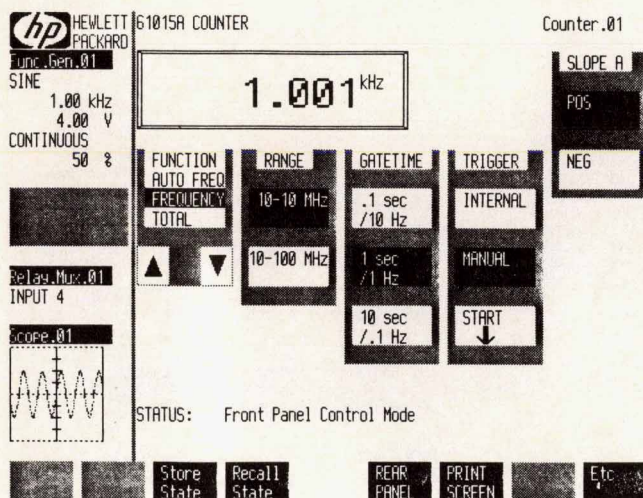 hp HEWLETT
PACKARD
61015A COUNTER
Counter.01
Func.Gen.01
SINE
1.00 kHz
4.00 V
CONTINUOUS
50 %
Relay.Mux.01
INPUT 4
Scope.01
1.001 kHz
FUNCTION
AUTO FREQ
FREQUENCY
TOTAL
RANGE
10-10 MHz
10-100 MHz
GATETIME
.1 sec
/10 Hz
1 sec
/1 Hz
10 sec
/.1 Hz
TRIGGER
INTERNAL
MANUAL
START
SLOPE A
POS
NEG
STATUS: Front Panel Control Mode
Store
State
Recall
State
REAR
PANEL
PRINT
SCREEN
Etc